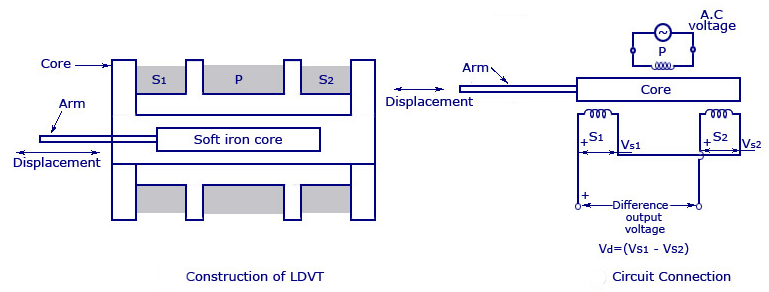 Core
S1
P
S2
Arm
Soft iron core
Displacement
Construction of LDVT
A.C
voltage
~
P
Arm
Core
Displacement
S1
S2
+
Vs1
+
Vs2
+
Difference
output
voltage
Vd=(Vs1 - Vs2)
Circuit Connection